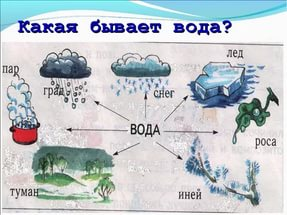 Какая бывает вода?
лед
пар
град
снег
ВОДА
роса
туман
иней